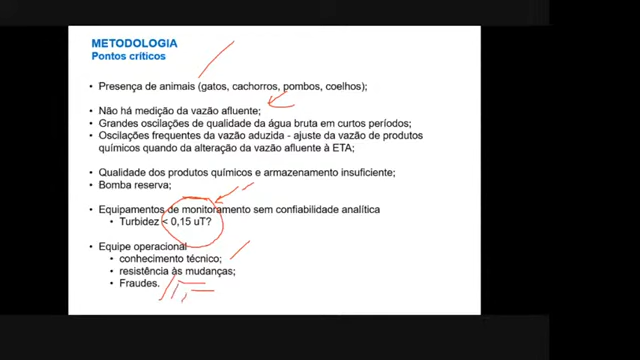 METODOLOGIA
Pontos críticos
• Presença de animais (gatos, cachorros, pombos, coelhos);
• Não há medição da vazão afluente;
• Grandes oscilações de qualidade da água bruta em curtos períodos;
• Oscilações frequentes da vazão aduzida - ajuste da vazão de produtos
químicos quando da alteração da vazão afluente à ETA;
• Qualidade dos produtos químicos e armazenamento insuficiente;
• Bomba reserva;
• Equipamentos de monitoramento sem confiabilidade analítica
• Turbidez < 0,15 uT?
• Equipe operacional
• conhecimento técnico;
• resistência às mudanças;
• Fraudes.